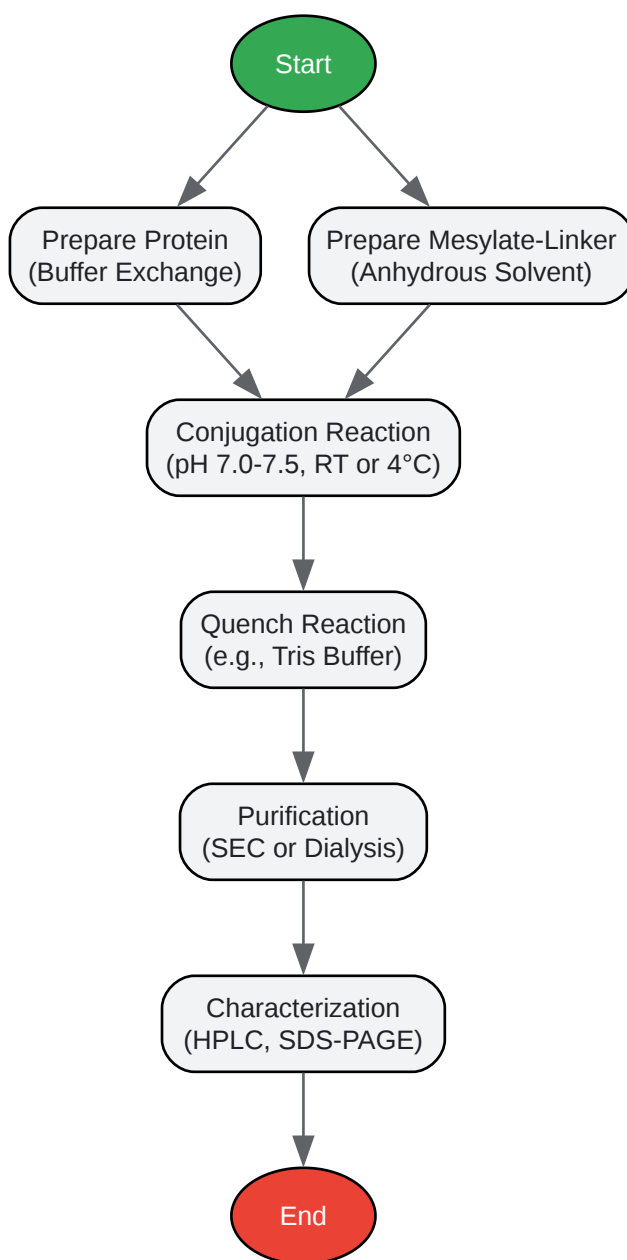 Start
Prepare Protein
(Buffer Exchange)
Prepare Mesylate-Linker
(Anhydrous Solvent)
Conjugation Reaction
(pH 7.0-7.5, RT or 4°C)
Quench Reaction
(e.g., Tris Buffer)
Purification
(SEC or Dialysis)
Characterization
(HPLC, SDS-PAGE)
End